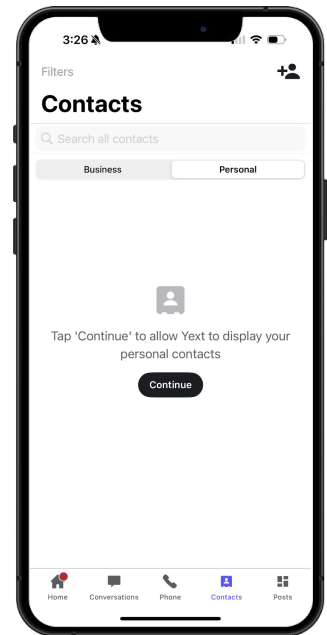 3:26
Filters
Contacts
Search all contacts
Business Personal
Tap 'Continue' to allow Yext to display your
personal contacts
Continue
Home Conversations Phone Contacts Posts